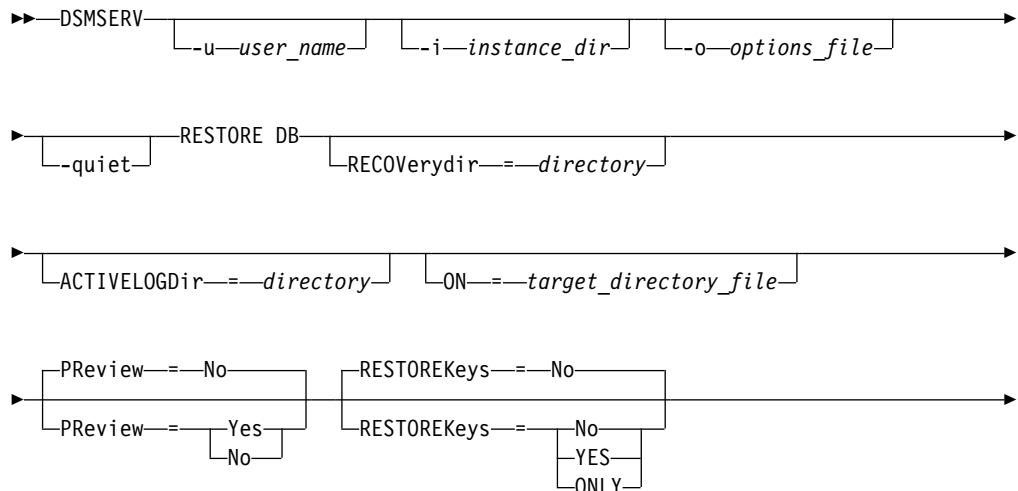 DSMSERV
-u user_name -i instance_dir -o options_file
-quiet RESTORE DB RECOVerydir = directory
ACTIVELOGDir = directory ON = target_directory_file
PReview = No RESTOREKeys = No
PReview = Yes RESTOREKeys = No
No YES
ONLY